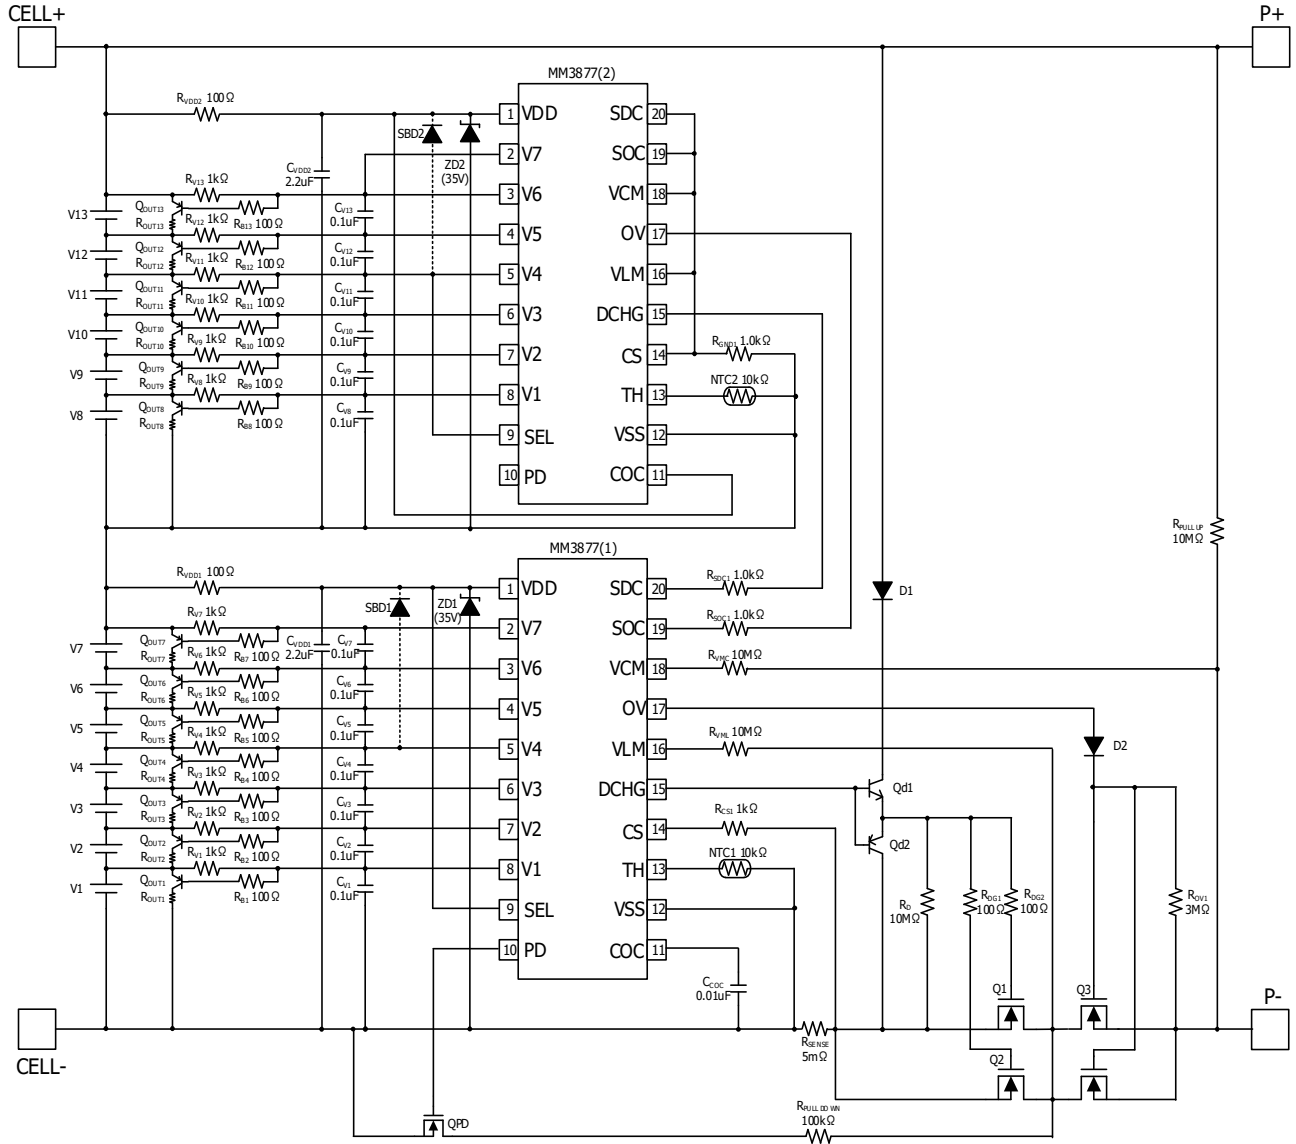 CELL+
P+
MM3877(2)
RVDD2 100Ω
1 VDD
SDC 20
SBD2
ZD2
(35V)
2 V7
SOC 19
CVDD2
2.2uF
RV13 1kΩ
3 V6
VCM 18
V13
QOUT13
ROUT13
RB13 100Ω
CV13
0.1uF
RV12 1kΩ
4 V5
OV 17
V12
QOUT12
ROUT12
RB12 100Ω
CV12
0.1uF
RV11 1kΩ
5 V4
VLM 16
V11
QOUT11
ROUT11
RB11 100Ω
CV11
0.1uF
RV10 1kΩ
6 V3
DCHG 15
V10
QOUT10
ROUT10
RB10 100Ω
CV10
0.1uF
RV9 1kΩ
7 V2
CS 14
RGND1 1.0kΩ
V9
QOUT9
ROUT9
RB9 100Ω
CV9
0.1uF
RV8 1kΩ
8 V1
TH 13
NTC2 10kΩ
V8
QOUT8
ROUT8
RB8 100Ω
CV8
0.1uF
9 SEL
VSS 12
10 PD
COC 11
RPULLUP
10MΩ
MM3877(1)
RVDD1 100Ω
1 VDD
SDC 20
RSDC1 1.0kΩ
D1
SBD1
ZD1
(35V)
RV7 1kΩ
2 V7
SOC 19
RSOC1 1.0kΩ
V7
QOUT7
ROUT7
RB7 100Ω
CVDD1
2.2uF
CV7
0.1uF
RV6 1kΩ
3 V6
VCM 18
RVMC 10MΩ
V6
QOUT6
ROUT6
RB6 100Ω
CV6
0.1uF
RV5 1kΩ
4 V5
OV 17
V5
QOUT5
ROUT5
RB5 100Ω
CV5
0.1uF
RV4 1kΩ
5 V4
VLM 16
RVML 10MΩ
D2
V4
QOUT4
ROUT4
RB4 100Ω
CV4
0.1uF
RV3 1kΩ
6 V3
DCHG 15
Qd1
V3
QOUT3
ROUT3
RB3 100Ω
CV3
0.1uF
RV2 1kΩ
7 V2
CS 14
RCS1 1kΩ
Qd2
V2
QOUT2
ROUT2
RB2 100Ω
CV2
0.1uF
RV1 1kΩ
8 V1
TH 13
NTC1 10kΩ
V1
QOUT1
ROUT1
RB1 100Ω
CV1
0.1uF
9 SEL
VSS 12
RD
10MΩ
RDG1
100Ω
RDG2
100Ω
ROV1
3MΩ
10 PD
COC 11
CCOC
0.01uF
Q1
Q3
P-
RSENSE
5mΩ
CELL-
Q2
QPD
RPULLDOWN
100kΩ